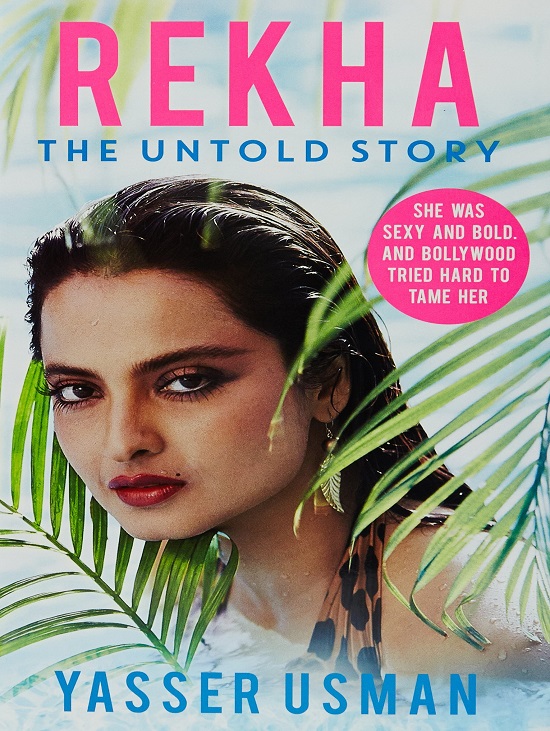 REKHA
THE UNTOLD STORY
SHE WAS
SEXY AND BOLD.
AND BOLLYWOOD
TRIED HARD TO
TAME HER
YASSER USMAN